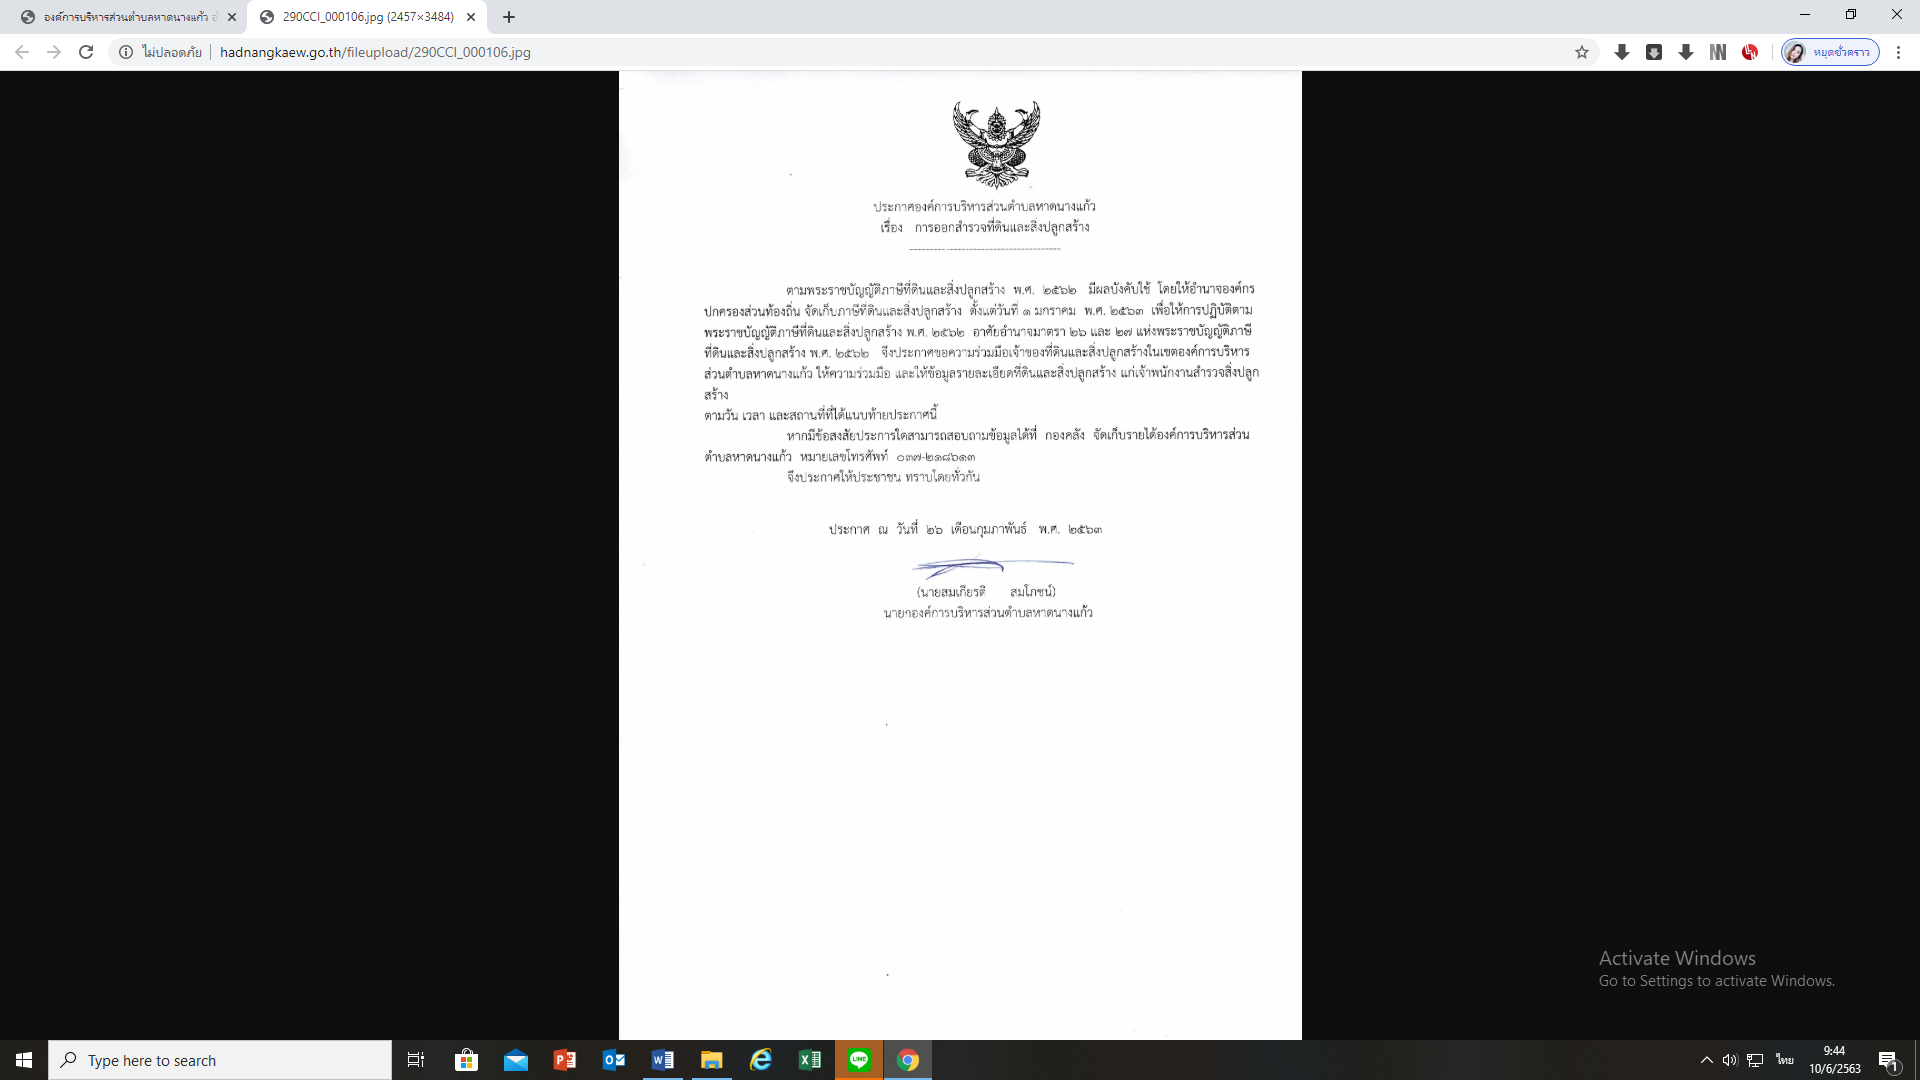 องค์การบริหารส่วนตำบลหาดนางแก้ว
290CCI_000106.jpg (2457×3484)
ไม่ปลอดภัย
hadnangkaew.go.th/fileupload/290CCI_000106.jpg
หยุดชั่วคราว
ประกาศองค์การบริหารส่วนตำบลหาดนางแก้ว
เรื่อง การออกสำรวจที่ดินและสิ่งปลูกสร้าง
ตามพระราชบัญญัติภาษีที่ดินและสิ่งปลูกสร้าง พ.ศ. ๒๕๖๒ มีผลบังคับใช้ โดยให้อำนาจองค์กร
ปกครองส่วนท้องถิ่น จัดเก็บภาษีที่ดินและสิ่งปลูกสร้าง ตั้งแต่วันที่ ๑ มกราคม พ.ศ. ๒๕๖๓ เพื่อให้การปฏิบัติตาม
พระราชบัญญัติภาษีที่ดินและสิ่งปลูกสร้าง พ.ศ. ๒๕๖๒ อาศัยอำนาจมาตรา ๒๖ และ ๒๗ แห่งพระราชบัญญัติภาษี
ที่ดินและสิ่งปลูกสร้าง พ.ศ. ๒๕๖๒ จึงประกาศขอความร่วมมือเจ้าของที่ดินและสิ่งปลูกสร้างในเขตองค์การบริหาร
ส่วนตำบลหาดนางแก้ว ให้ความร่วมมือ และให้ข้อมูลรายละเอียดที่ดินและสิ่งปลูกสร้าง แก่เจ้าพนักงานสำรวจสิ่งปลูก
สร้าง
ตามวัน เวลา และสถานที่ที่ได้แนบท้ายประกาศนี้
หากมีข้อสงสัยประการใดสามารถสอบถามข้อมูลได้ที่ กองคลัง จัดเก็บรายได้องค์การบริหารส่วน
ตำบลหาดนางแก้ว หมายเลขโทรศัพท์ ๐๓๗-๒๑๘๖๑๓
จึงประกาศให้ประชาชน ทราบโดยทั่วกัน
ประกาศ ณ วันที่ ๒๖ เดือนกุมภาพันธ์ พ.ศ. ๒๕๖๓
(นายสมเกียรติ สมโภชน์)
นายกองค์การบริหารส่วนตำบลหาดนางแก้ว
Activate Windows
Go to Settings to activate Windows.
Type here to search
LINE
ไทย
9:44
10/6/2563
1